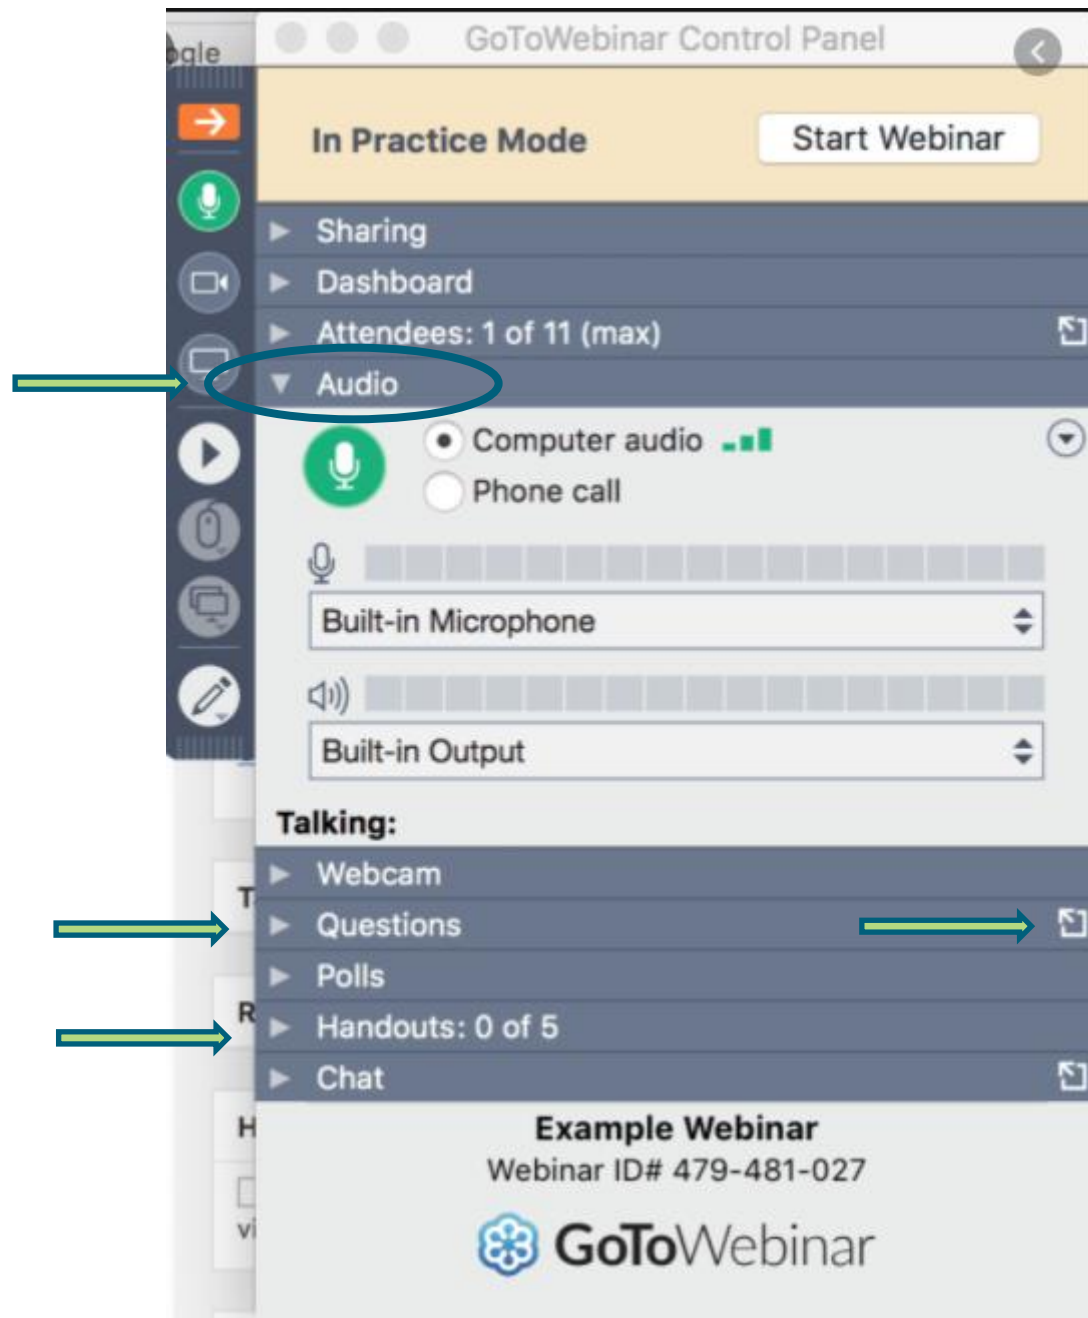 ogle
GoToWebinar Control Panel
In Practice Mode
Start Webinar
Sharing
Dashboard
Attendees: 1 of 11 (max)
Audio
Computer audio
Phone call
Built-in Microphone
Built-in Output
Talking:
Webcam
T
Questions
Polls
R
Handouts: 0 of 5
Chat
H
Example Webinar
Webinar ID# 479-481-027
vi
GoToWebinar